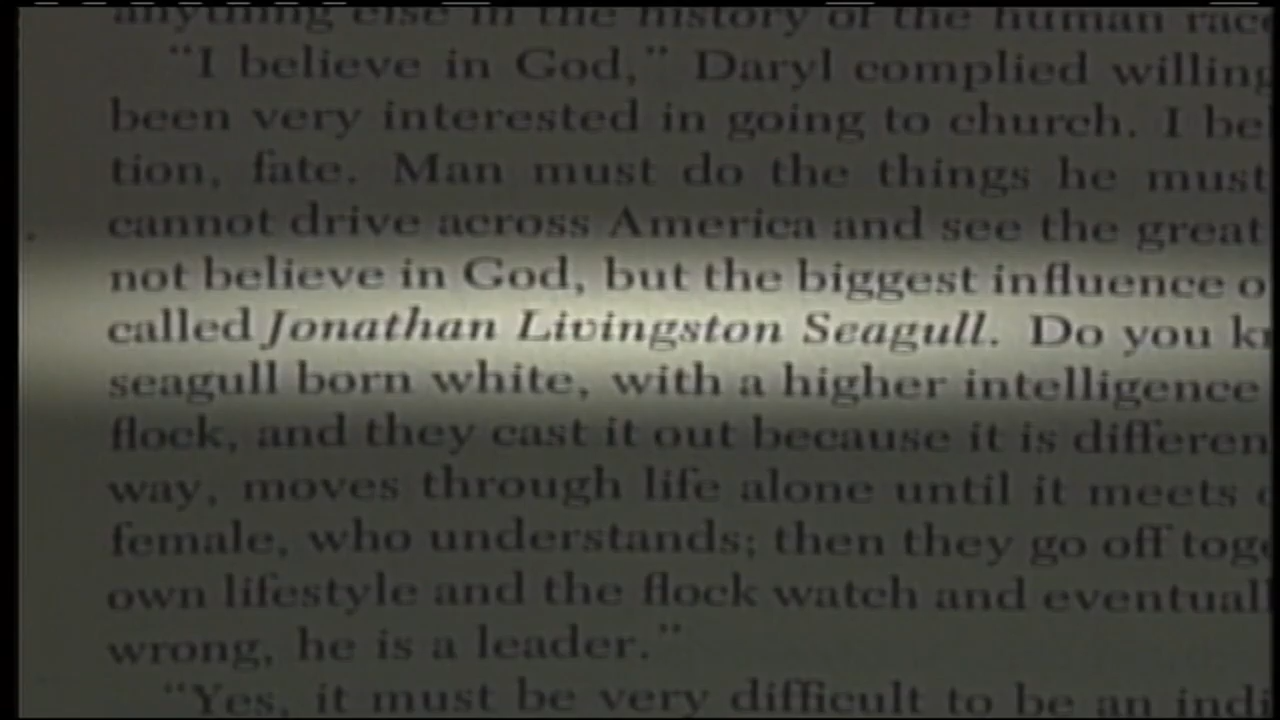 anything else in the history of the human race
"I believe in God," Daryl complied willing
been very interested in going to church. I be
tion, fate. Man must do the things he must
cannot drive across America and see the great
not believe in God, but the biggest influence o
called Jonathan Livingston Seagull. Do you kn
seagull born white, with a higher intelligence
flock, and they cast it out because it is differen
way, moves through life alone until it meets
female, who understands; then they go off toge
own lifestyle and the flock watch and eventuall
wrong, he is a leader."
"Yes, it must be very difficult to be an indi